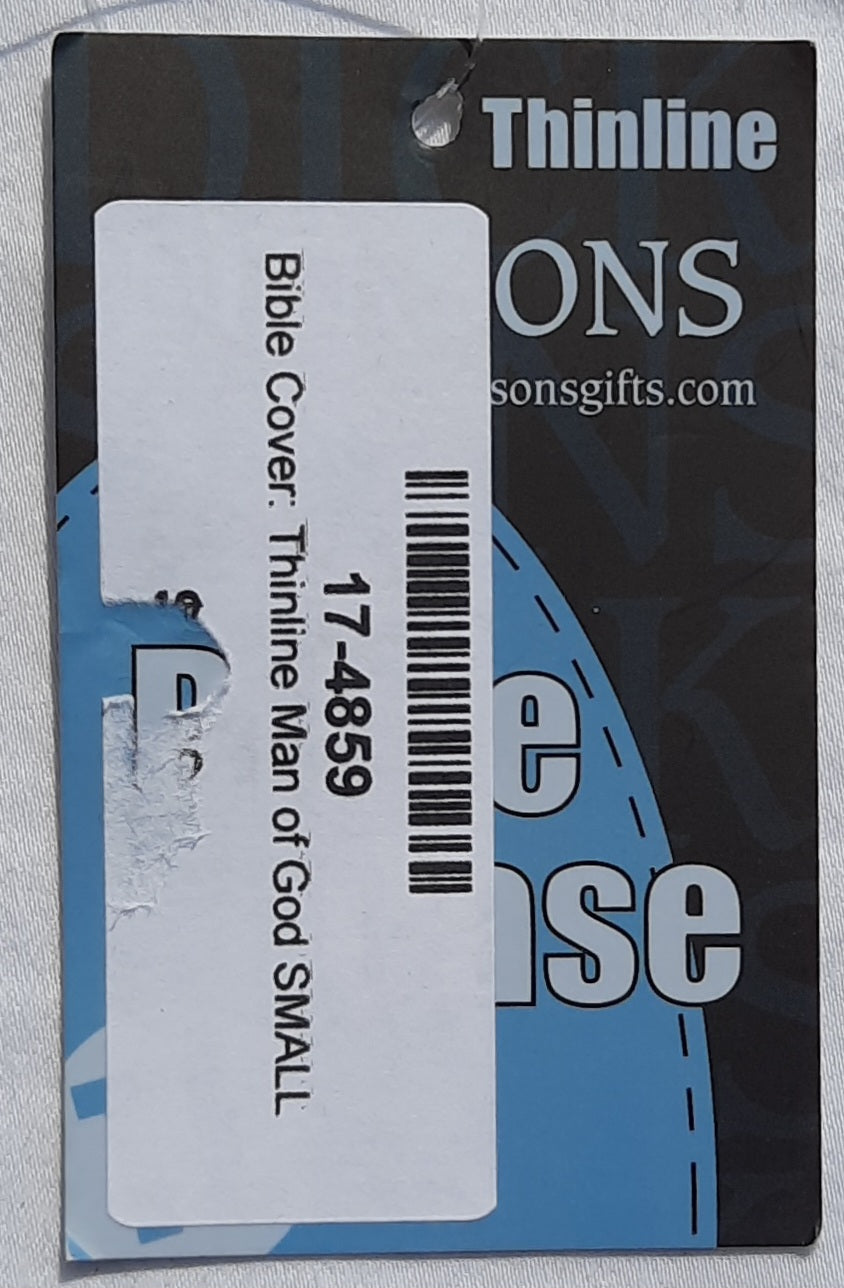 Thinline
ONS
sonsgifts.com
17-4859
Bible Cover: Thinline Man of God SMALL
e
se